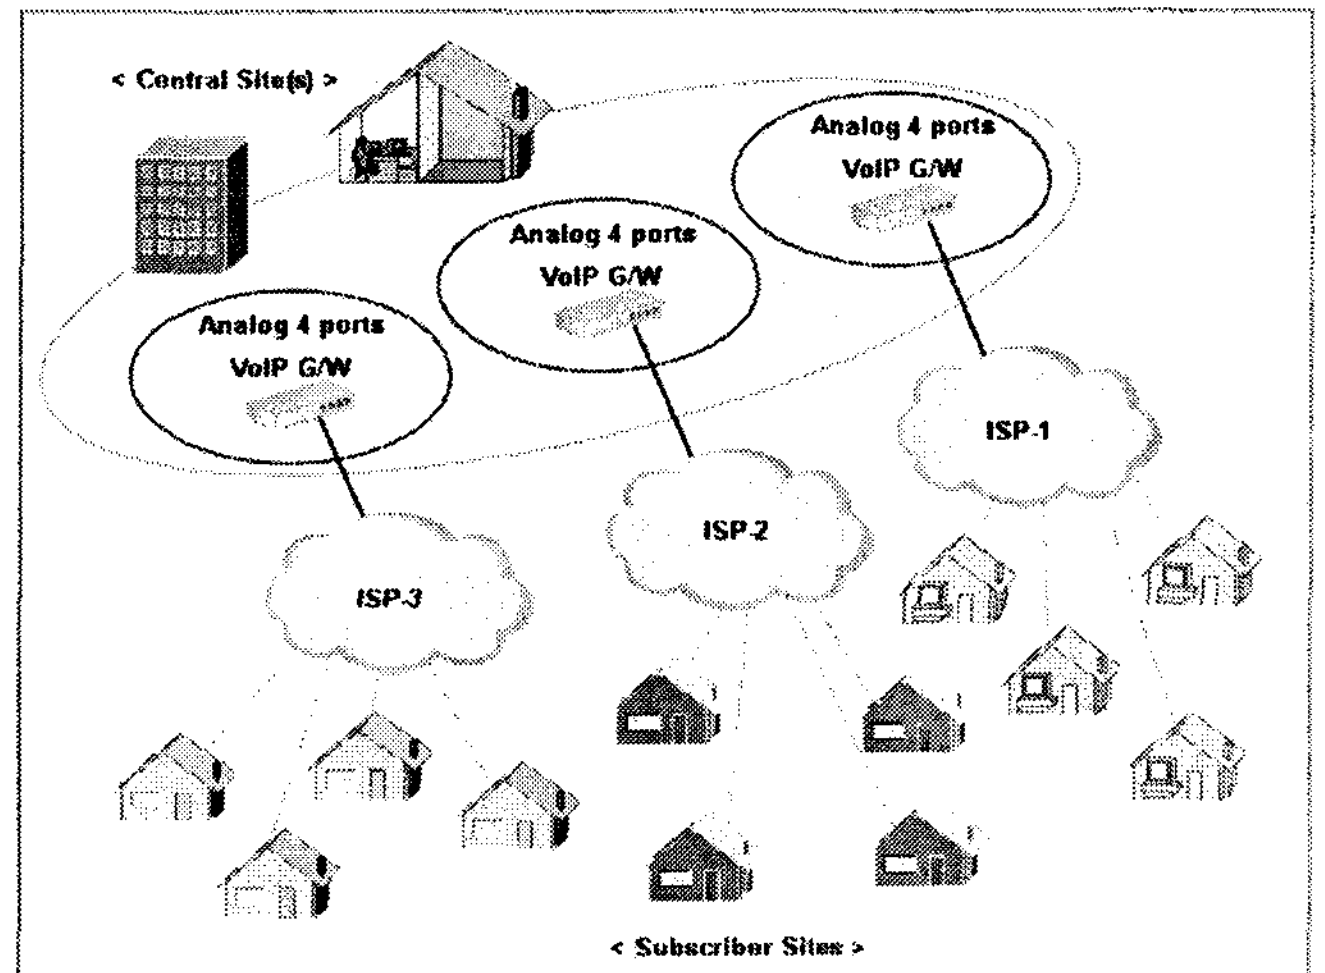 < Central Site(s) >
Analog 4 ports
VoIP G/W
Analog 4 ports
VoIP G/W
Analog 4 ports
VoIP G/W
ISP-1
ISP-2
ISP-3
< Subscriber Sites >